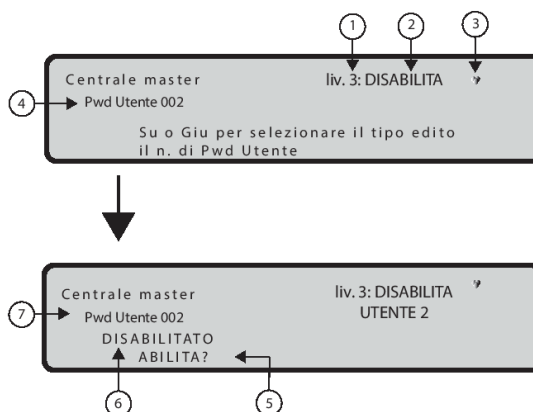 1 2 3
Centrale master liv. 3: DISABILITA
4 Pwd Utente 002
Su o Giu per selezionare il tipo edito
il n. di Pwd Utente
Centrale master liv. 3: DISABILITA
7 Pwd Utente 002 UTENTE 2
DISABILITATO
ABILITA?
6 5